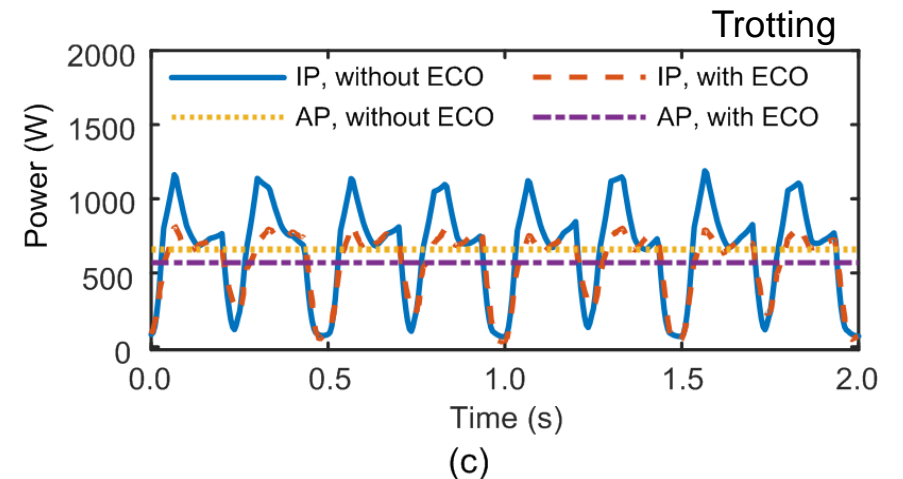 Trotting
2000
IP, without ECO
IP, with ECO
AP, without ECO
AP, with ECO
1500
1000
500
0
Power (W)
0.0
0.5
1.0
1.5
2.0
Time (s)
(c)